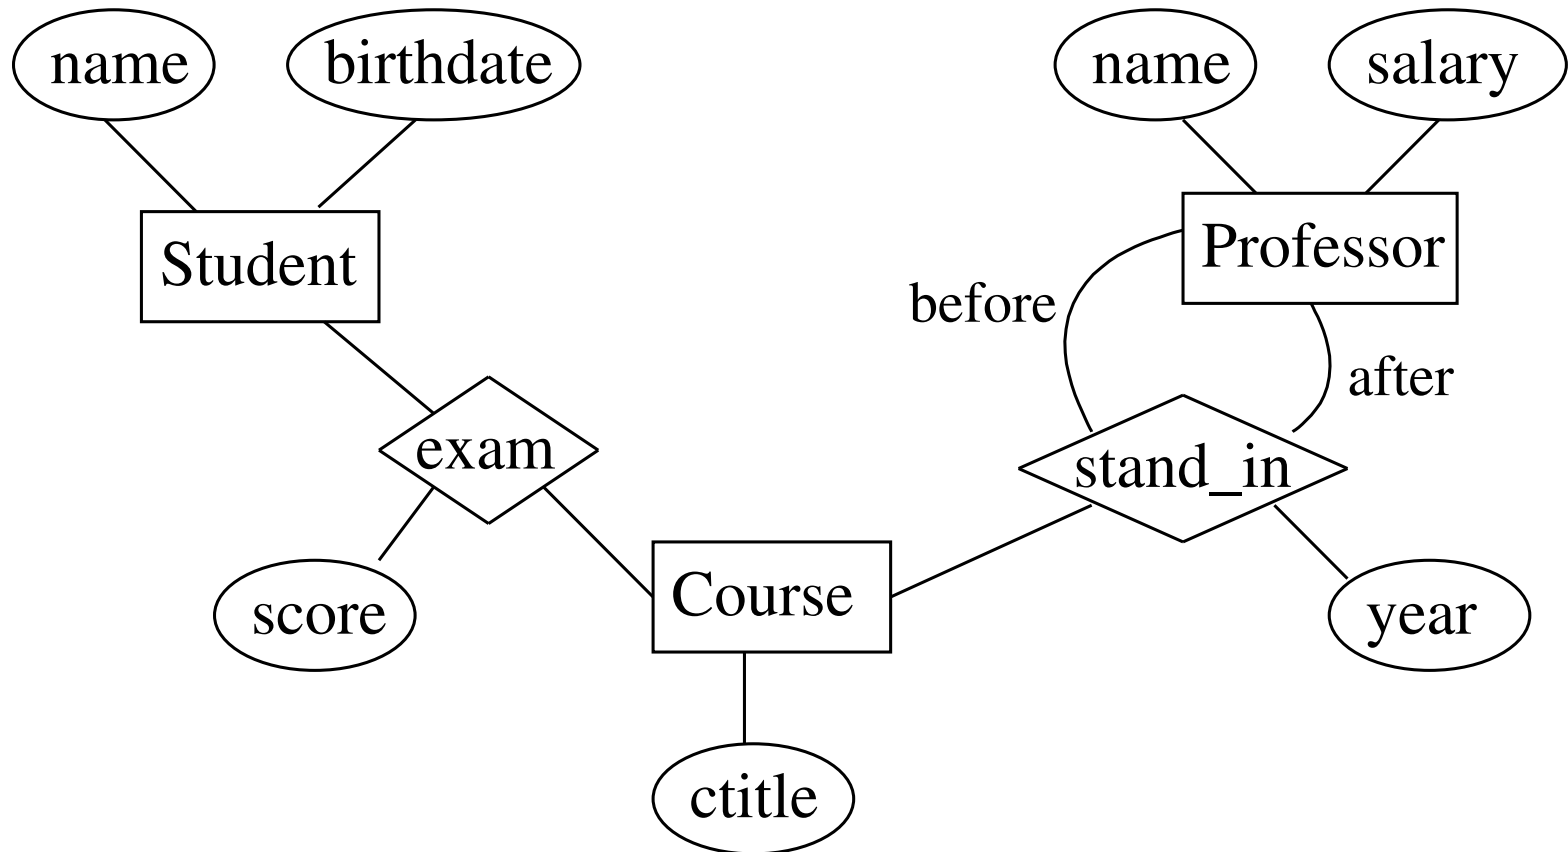 name
birthdate
name
salary
Student
Professor
before
after
exam
stand_in
score
Course
year
ctitle